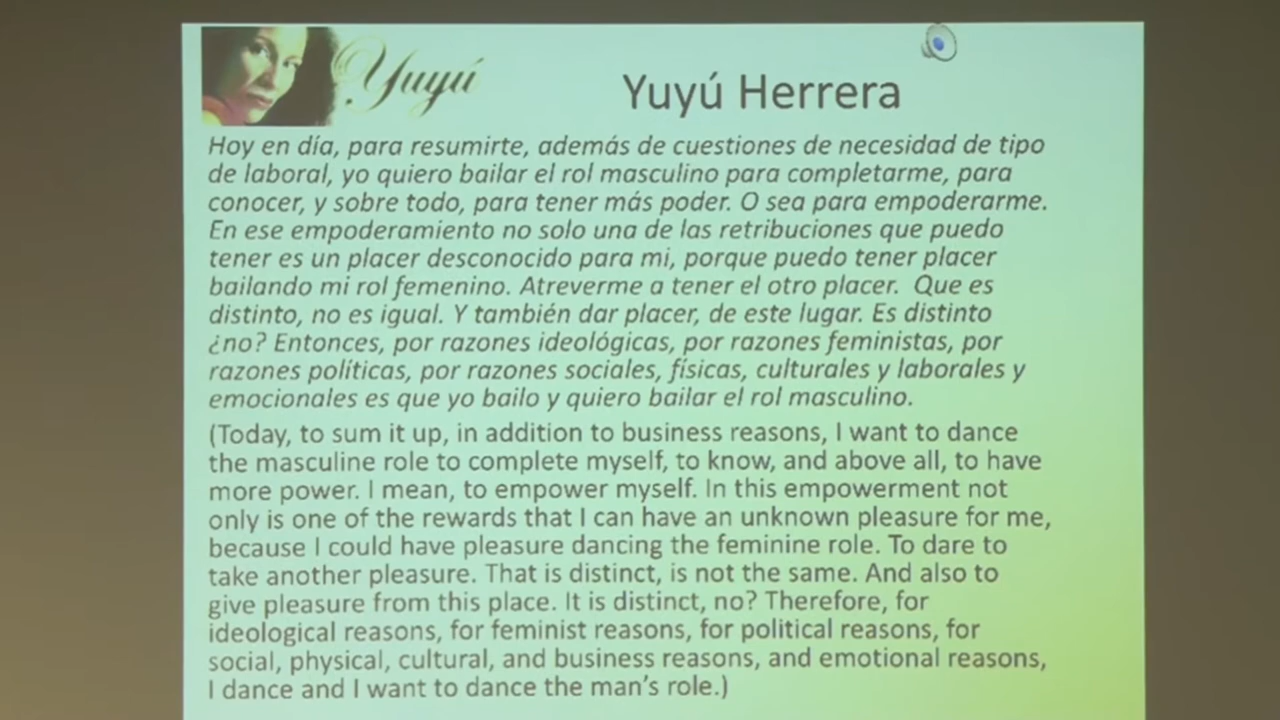 Yuyú
Yuyú Herrera
Hoy en día, para resumirte, además de cuestiones de necesidad de tipo
de laboral, yo quiero bailar el rol masculino para completarme, para
conocer, y sobre todo, para tener más poder. O sea para empoderarme.
En ese empoderamiento no solo una de las retribuciones que puedo
tener es un placer desconocido para mi, porque puedo tener placer
bailando mi rol femenino. Atreverme a tener el otro placer.  Que es
distinto, no es igual. Y también dar placer, de este lugar. Es distinto
¿no? Entonces, por razones ideológicas, por razones feministas, por
razones políticas, por razones sociales, físicas, culturales y laborales y
emocionales es que yo bailo y quiero bailar el rol masculino.
(Today, to sum it up, in addition to business reasons, I want to dance
the masculine role to complete myself, to know, and above all, to have
more power. I mean, to empower myself. In this empowerment not
only is one of the rewards that I can have an unknown pleasure for me,
because I could have pleasure dancing the feminine role. To dare to
take another pleasure. That is distinct, is not the same. And also to
give pleasure from this place. It is distinct, no? Therefore, for
ideological reasons, for feminist reasons, for political reasons, for
social, physical, cultural, and business reasons, and emotional reasons,
I dance and I want to dance the man's role.)